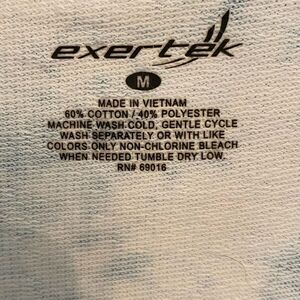 exertek
M
MADE IN VIETNAM
60% COTTON / 40% POLYESTER
MACHINE WASH COLD, GENTLE CYCLE
WASH SEPARATELY OR WITH LIKE
COLORS ONLY NON-CHLORINE BLEACH
WHEN NEEDED TUMBLE DRY LOW.
RN# 69016